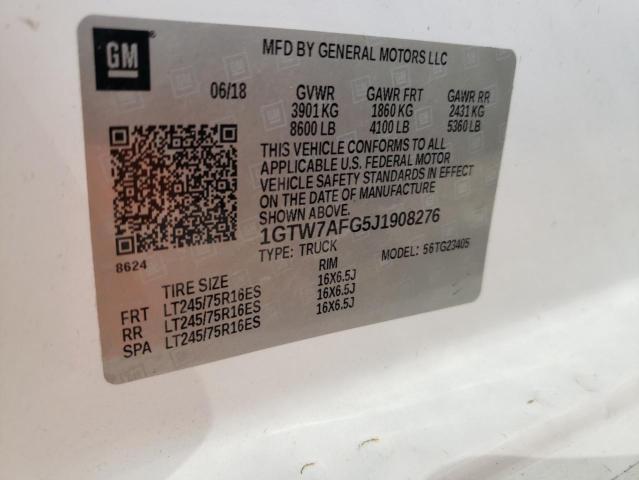 GM
MFD BY GENERAL MOTORS LLC
06/18 GVWR GAWR FRT GAWR RR
3901 KG 1860 KG 2431 KG
8600 LB 4100 LB 5360 LB
THIS VEHICLE CONFORMS TO ALL
APPLICABLE U.S. FEDERAL MOTOR
VEHICLE SAFETY STANDARDS IN EFFECT
ON THE DATE OF MANUFACTURE
SHOWN ABOVE.
1GTW7AFG5J1908276
TYPE: TRUCK MODEL: 56TG23405
8624
TIRE SIZE RIM
FRT LT245/75R16ES 16X6.5J
RR LT245/75R16ES 16X6.5J
SPA LT245/75R16ES 16X6.5J